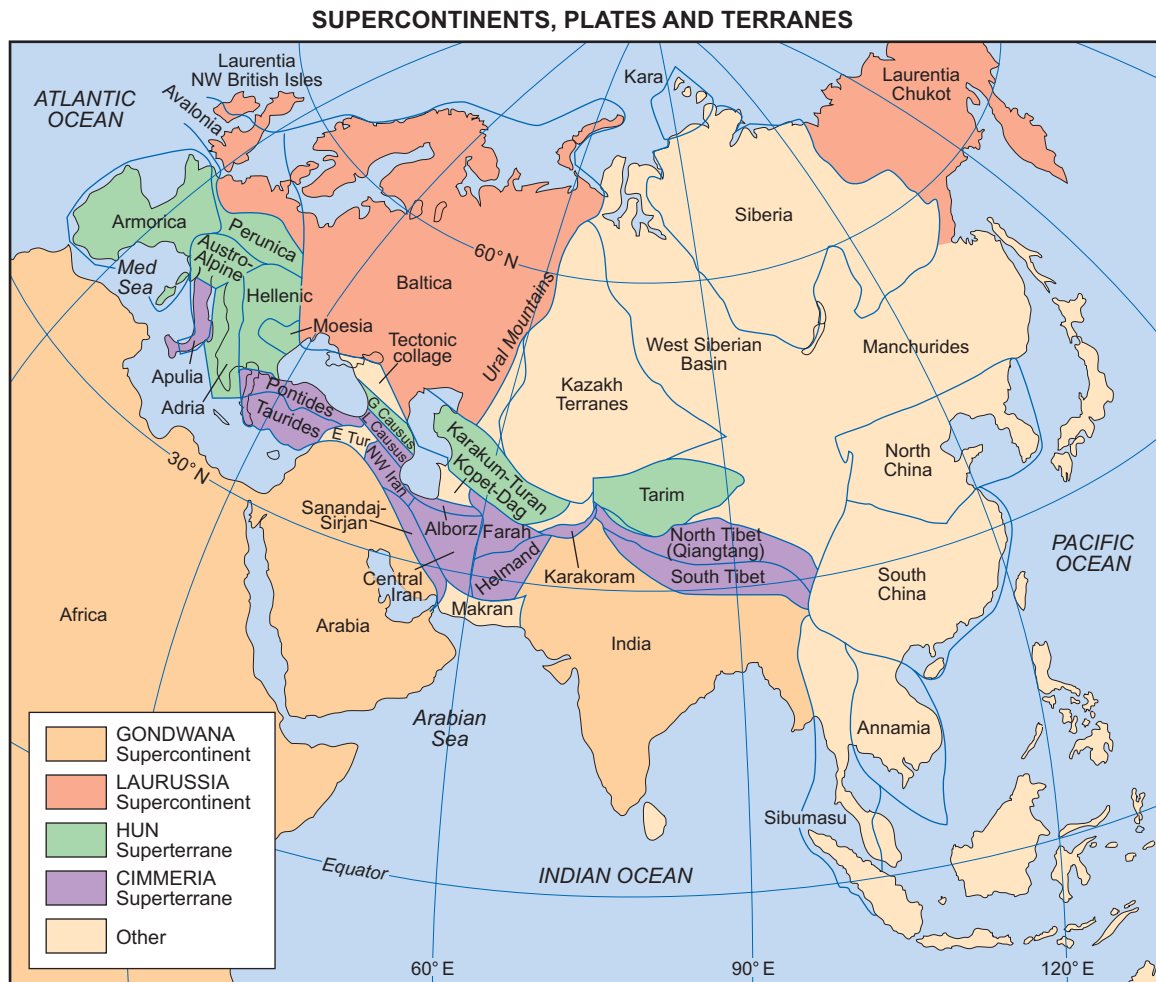 SUPERCONTINENTS, PLATES AND TERRANES
Laurentia
NW British Isles
Kara
Laurentia
Chukot
ATLANTIC
OCEAN
Avalonia
Siberia
Armorica
Perunica
Austro-
Alpine
60° N
Med
Sea
Baltica
Hellenic
Ural Mountains
Moesia
Tectonic
collage
West Siberian
Basin
Manchurides
Apulia
Kazakh
Terranes
Adria
Pontides
Taurides
G Causus
L Causus
E Tur
NW Iran
Karakum-Turan
Kopet-Dag
North
China
30° N
Tarim
Sanandaj-
Sirjan
Alborz
Farah
North Tibet
(Qiangtang)
PACIFIC
OCEAN
Helmand
Karakoram
South Tibet
Central
Iran
South
China
Makran
Africa
Arabia
India
Arabian
Sea
Annamia
GONDWANA
Supercontinent
LAURUSSIA
Supercontinent
HUN
Superterrane
CIMMERIA
Superterrane
Other
Sibumasu
Equator
INDIAN OCEAN
60° E
90° E
120° E